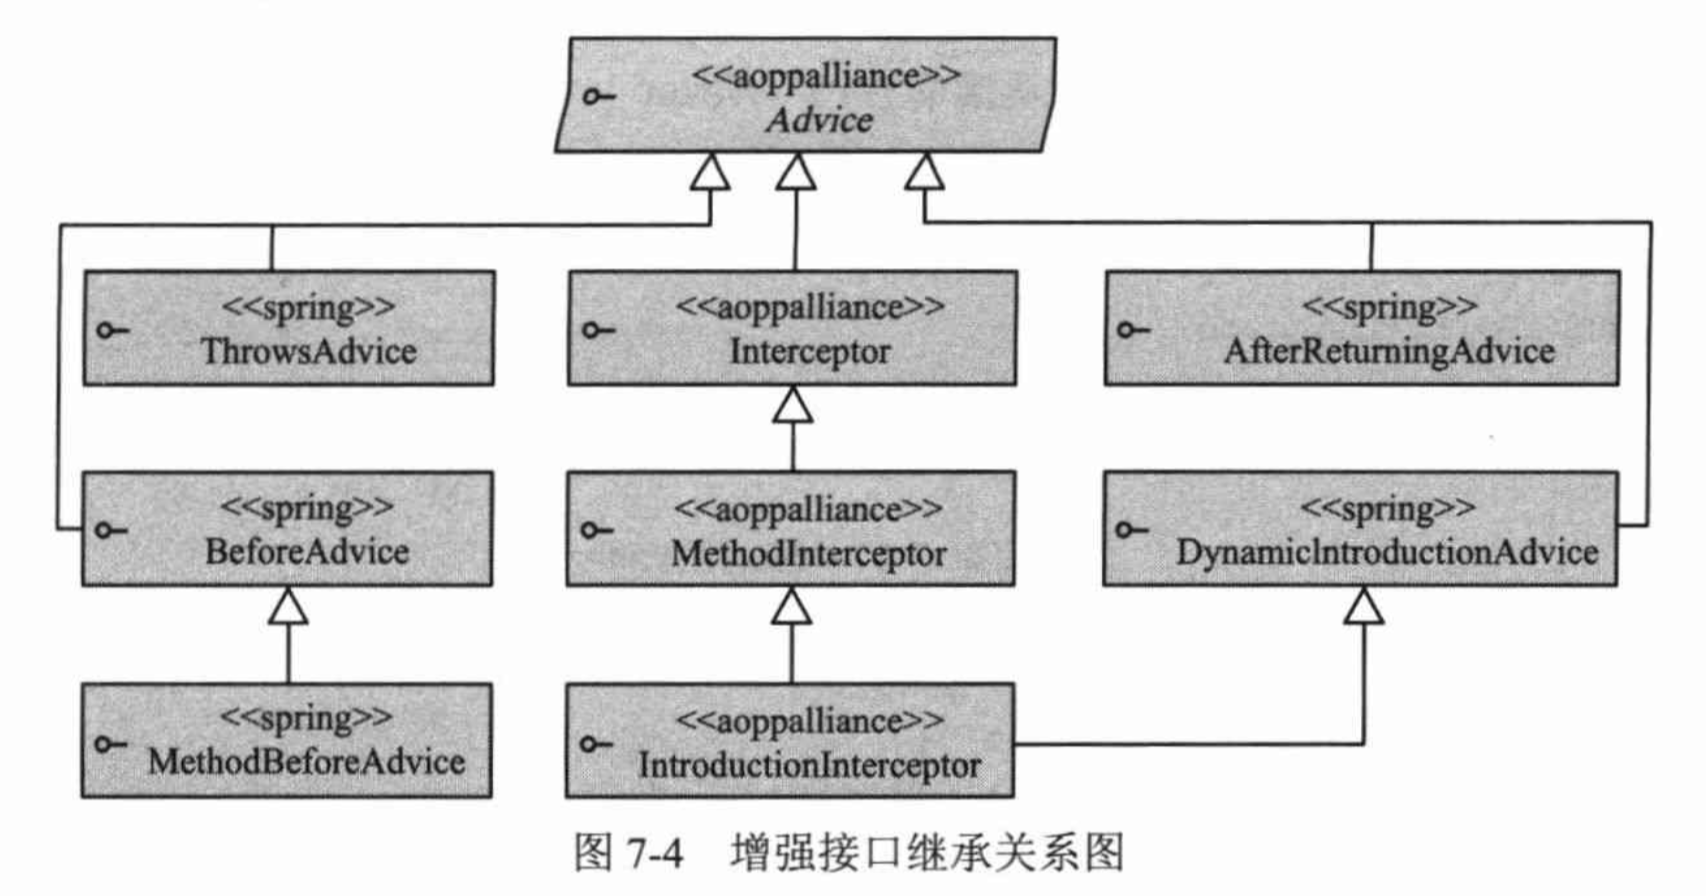 <<aoppalliance>>
Advice
<<spring>>
ThrowsAdvice
<<aoppalliance>>
Interceptor
<<spring>>
AfterReturningAdvice
<<spring>>
BeforeAdvice
<<aoppalliance>>
MethodInterceptor
<<spring>>
DynamicIntroductionAdvice
<<spring>>
MethodBeforeAdvice
<<aoppalliance>>
IntroductionInterceptor
图 7-4 增强接口继承关系图